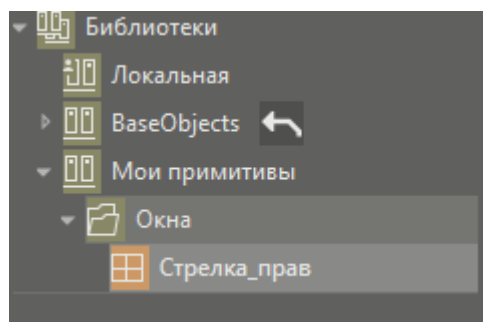 Библиотеки
Локальная
BaseObjects
Мои примитивы
Окна
Стрелка_прав